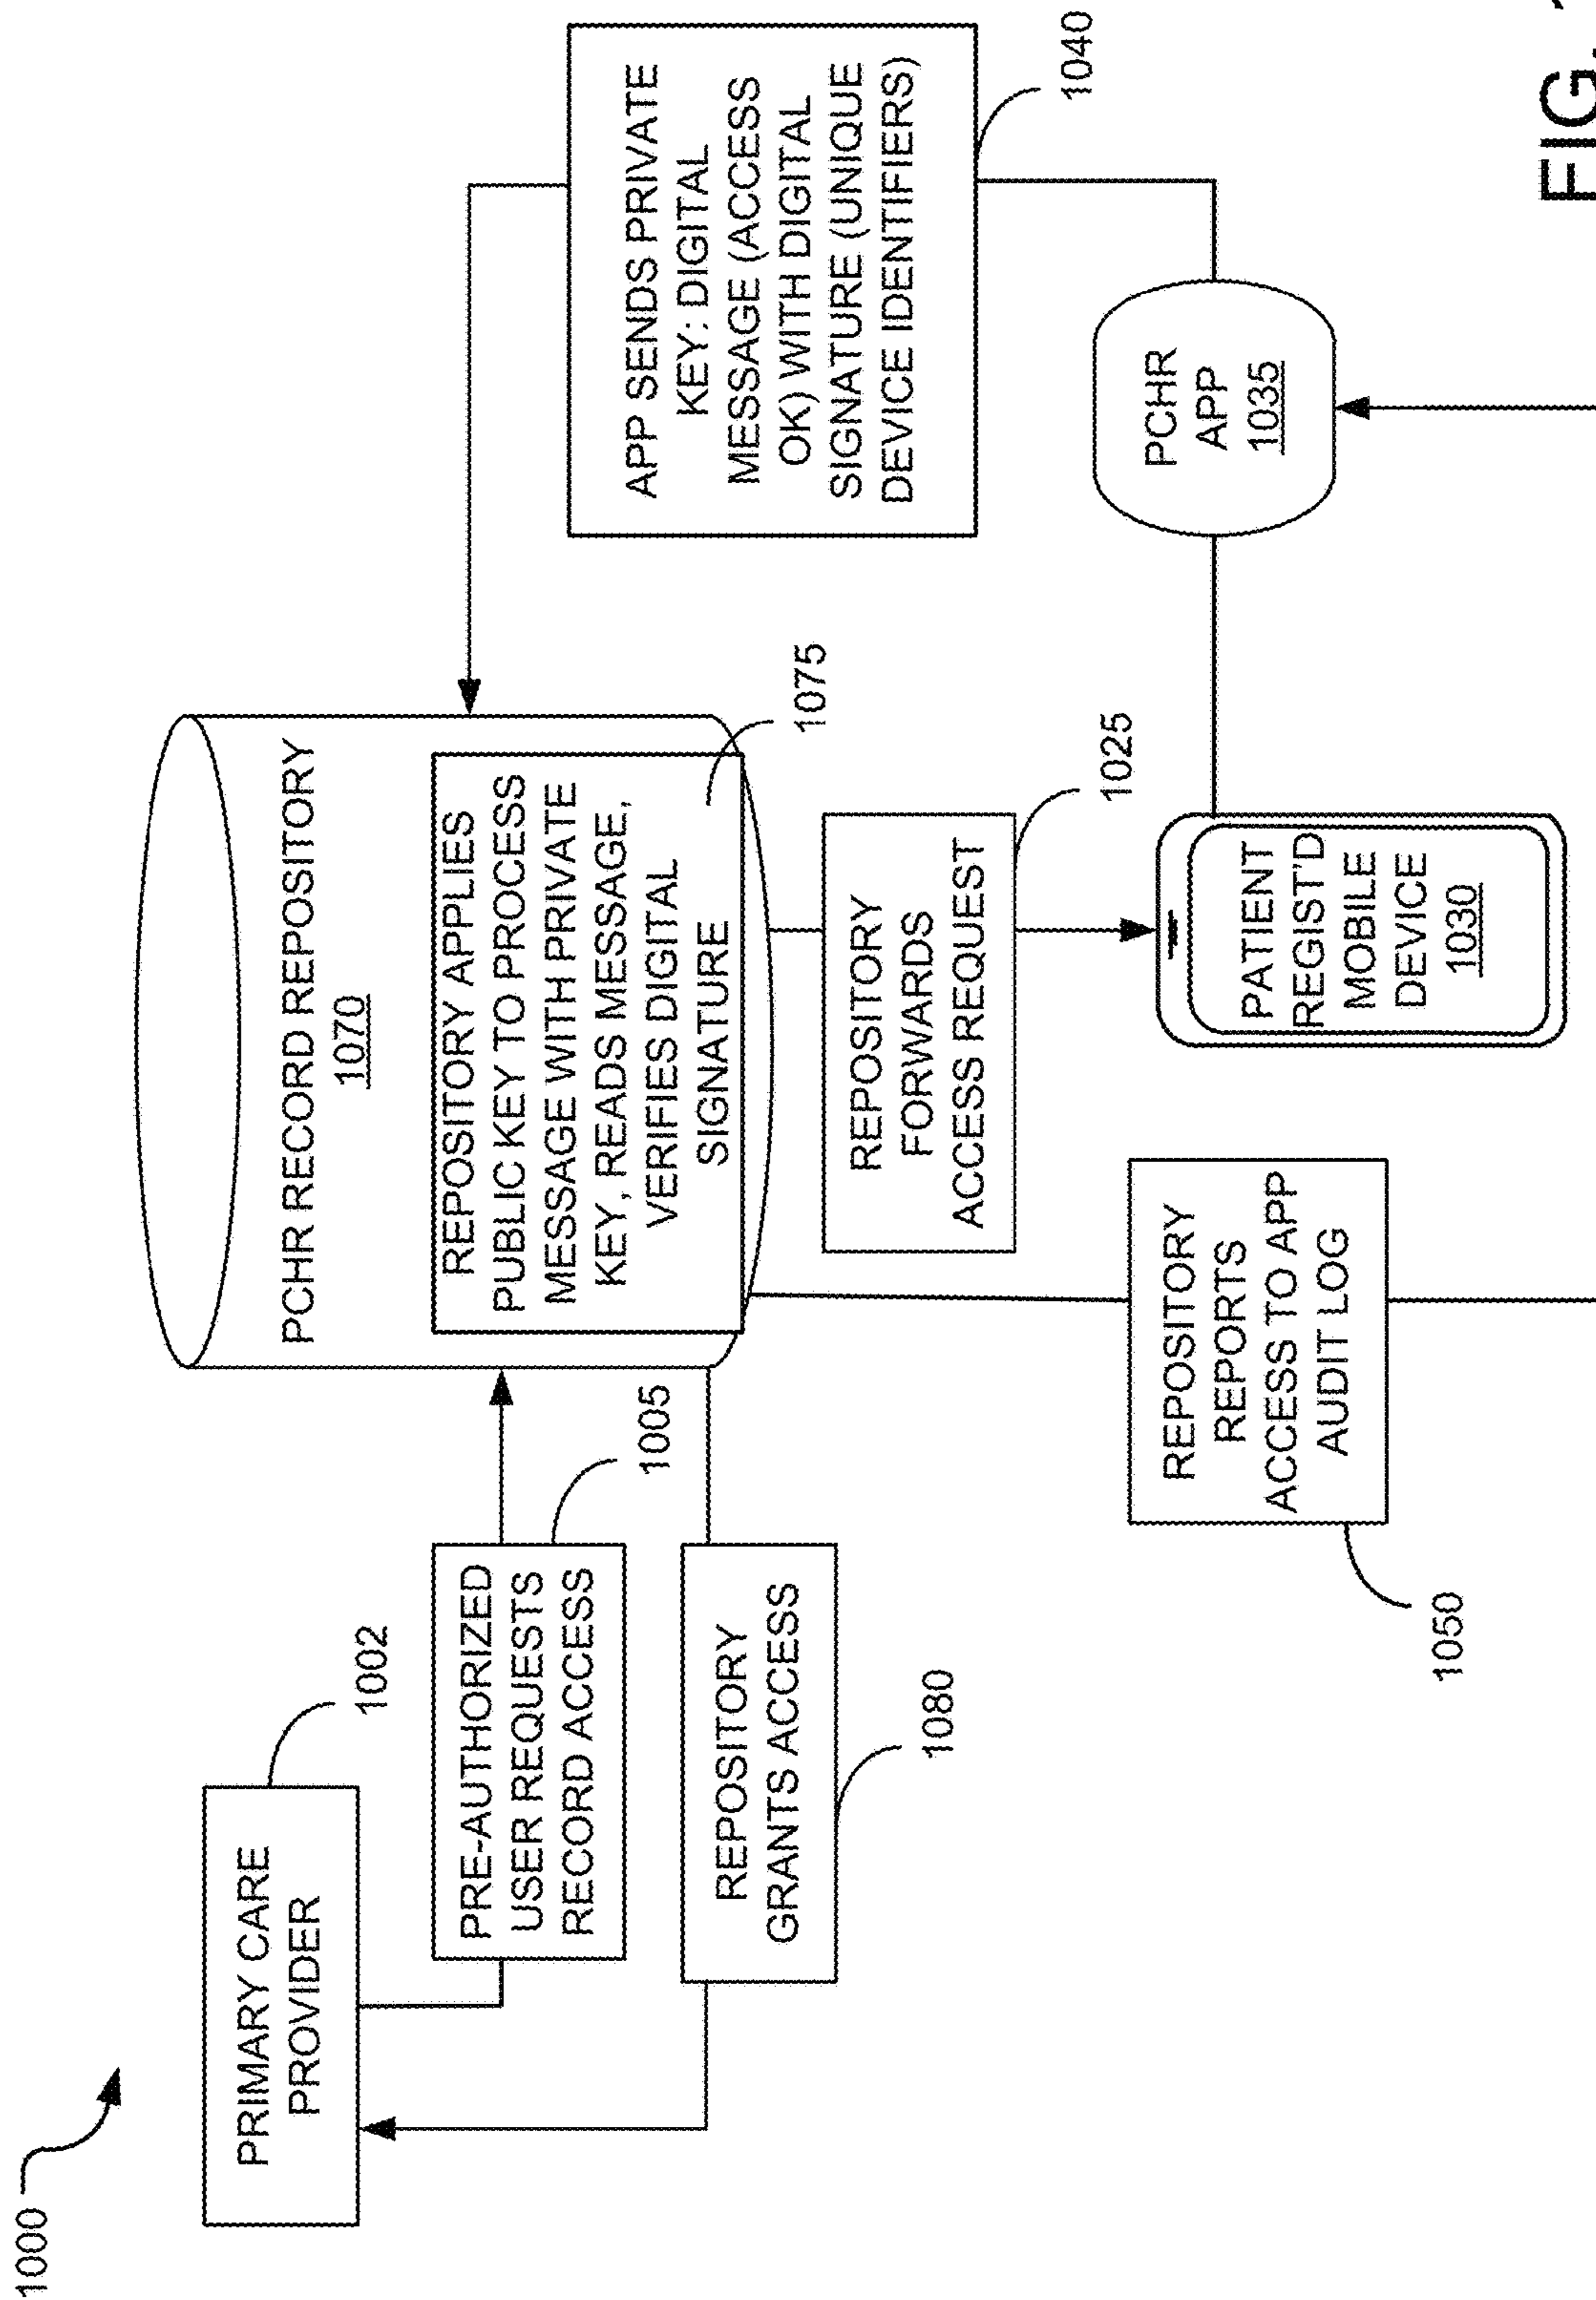 1000
PRIMARY CARE
PROVIDER
1002
PRE-AUTHORIZED
USER REQUESTS
RECORD ACCESS
1005
REPOSITORY
GRANTS ACCESS
1080
PCHR RECORD REPOSITORY
1070
REPOSITORY APPLIES
PUBLIC KEY TO PROCESS
MESSAGE WITH PRIVATE
KEY, READS MESSAGE,
VERIFIES DIGITAL
SIGNATURE
1075
REPOSITORY
FORWARDS
ACCESS REQUEST
1025
REPOSITORY
REPORTS
ACCESS TO APP
AUDIT LOG
1050
PATIENT
REGIST'D
MOBILE
DEVICE
1030
PCHR
APP
1035
APP SENDS PRIVATE
KEY: DIGITAL
MESSAGE (ACCESS
OK) WITH DIGITAL
SIGNATURE (UNIQUE
DEVICE IDENTIFIERS)
1040
FIG.